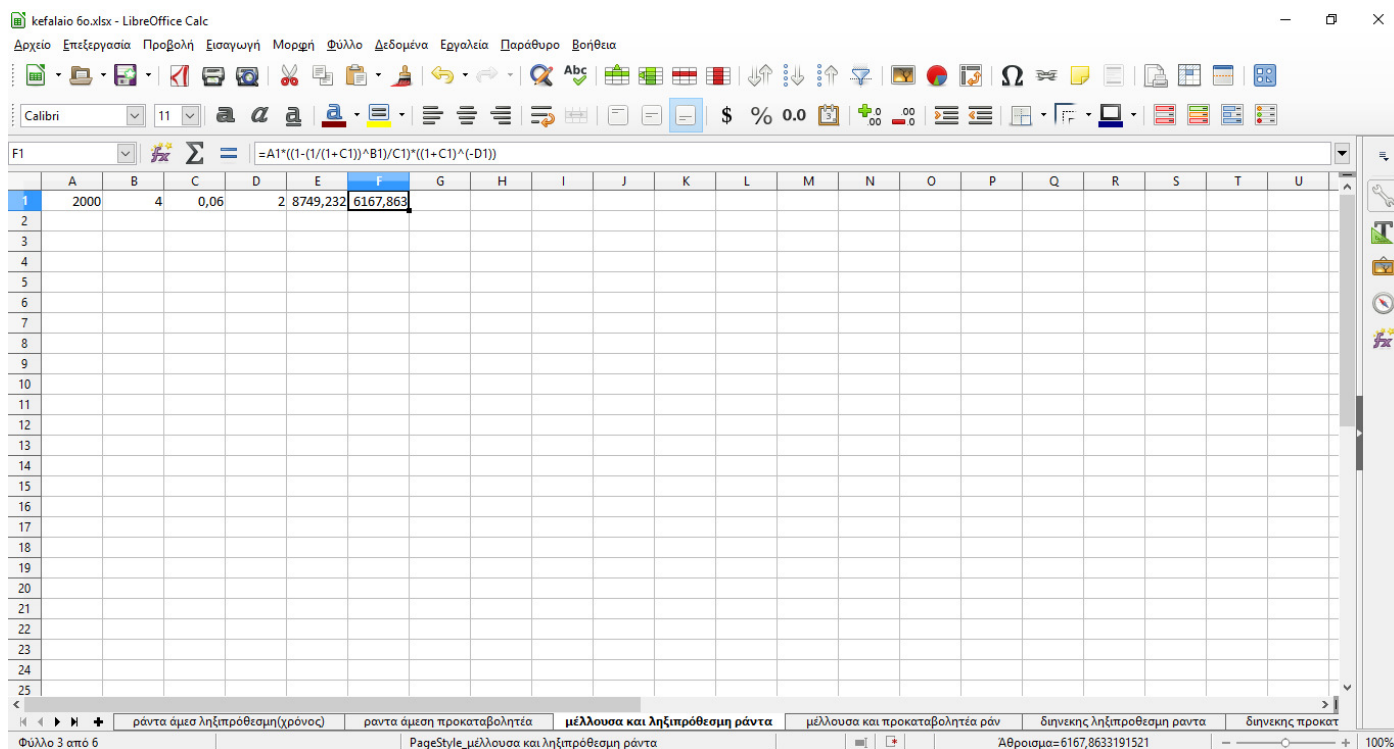 kefalaio 6o.xlsx - LibreOffice Calc
Αρχείο Επεξεργασία Προβολή Εισαγωγή Μορφή Φύλλο Δεδομένα Εργαλεία Παράθυρο Βοήθεια
Abc Ω
Calibri 11 a a a a $ % 0.0
F1 fx Σ = =A1*((1-(1/(1+C1))^B1)/C1)*((1+C1)^(-D1))
A B C D E F G H I J K L M N O P Q R S T U
1 2000 4 0,06 2 8749,232 6167,863
2
3
4
5
6
7
8
9
10
11
12
13
14
15
16
17
18
19
20
21
22
23
24
25
ράντα άμεσ ληξιπρόθεσμη(χρόνος) ραντα άμεση προκαταβολητέα μέλλουσα και ληξιπρόθεσμη ράντα μέλλουσα και προκαταβολητέα ράν διηνεκης ληξιπροθεσμη ραντα διηνεκης προκατ
Φύλλο 3 από 6 PageStyle_μέλλουσα και ληξιπρόθεσμη ράντα Άθροισμα=6167,8633191521 100%